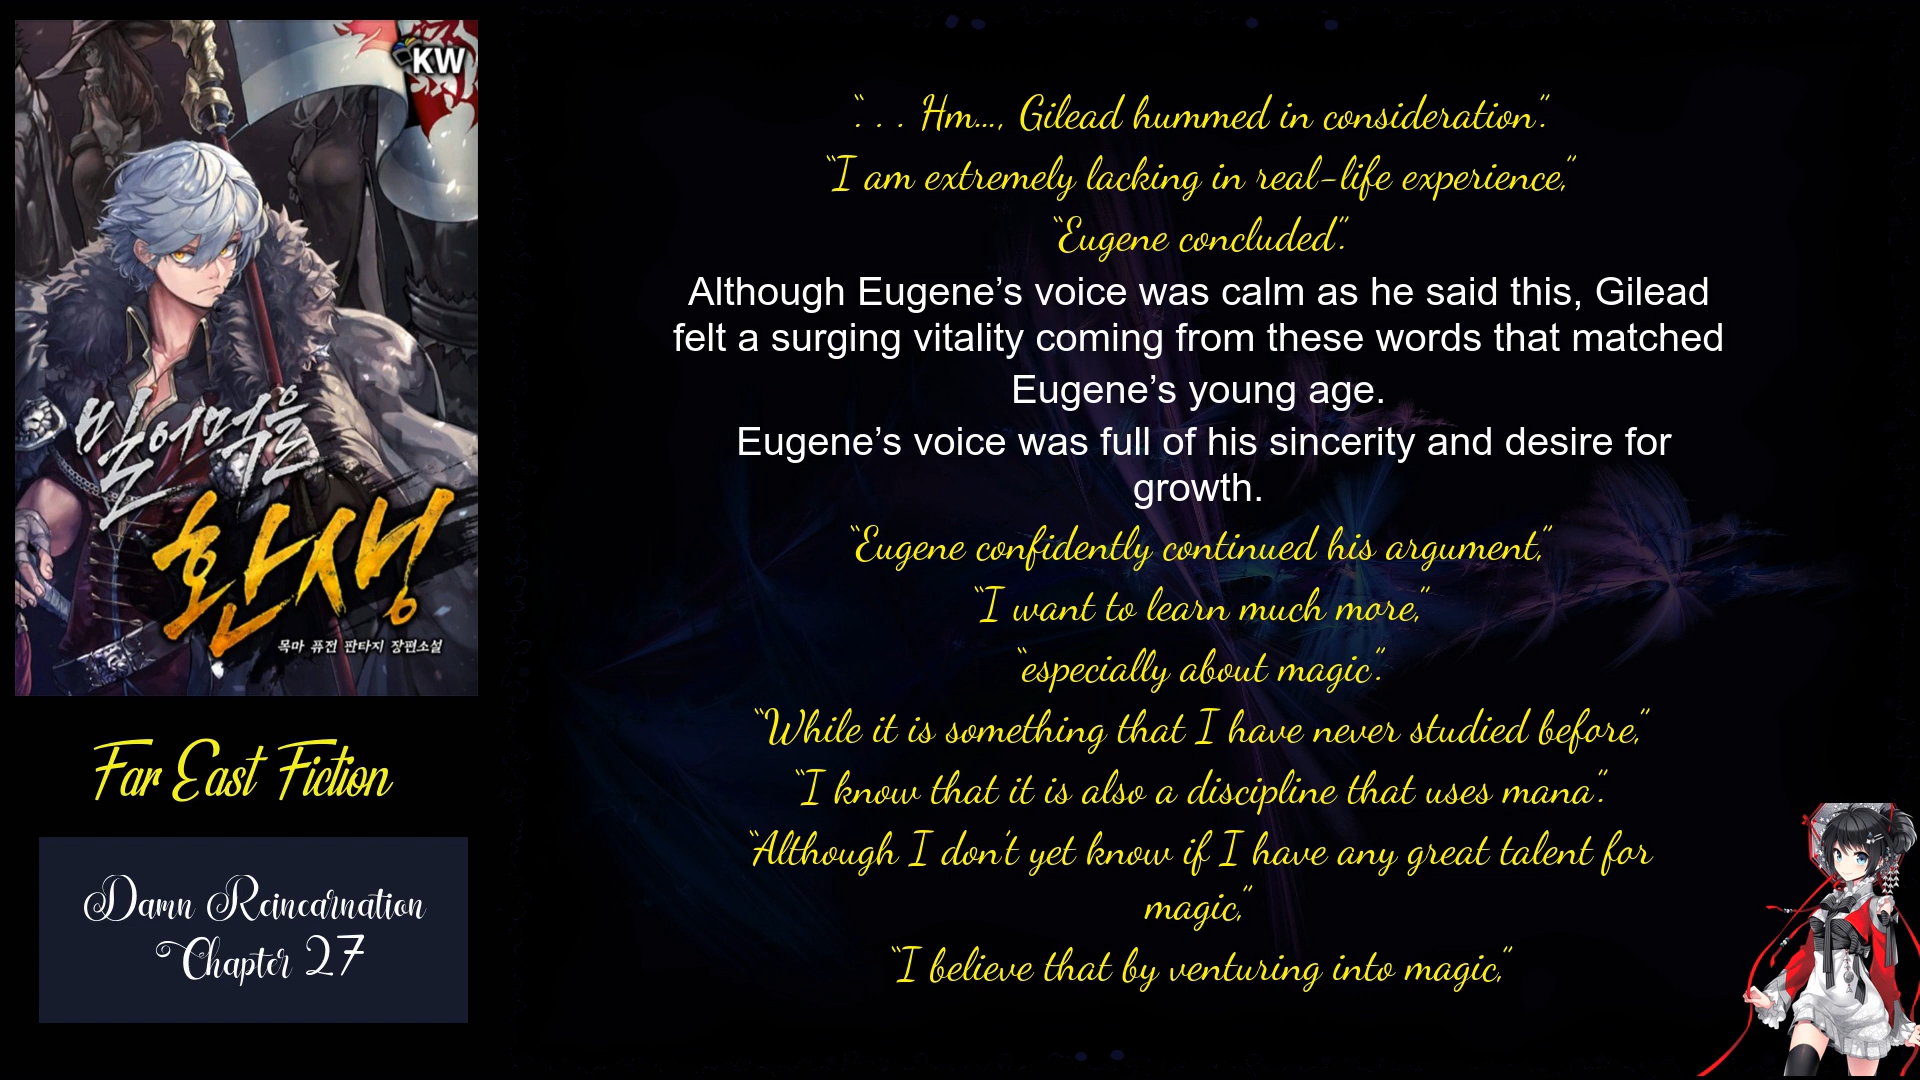 KW
빌어먹을
환생
목마 퓨전 판타지 장편소설
Far East Fiction
Damn Reincarnation
Chapter 27
“. . . Hm…, Gilead hummed in consideration”.
“I am extremely lacking in real-life experience,”
“Eugene concluded”.
Although Eugene’s voice was calm as he said this, Gilead
felt a surging vitality coming from these words that matched
Eugene’s young age.
Eugene’s voice was full of his sincerity and desire for
growth.
“Eugene confidently continued his argument,”
“I want to learn much more,”
“especially about magic”.
“While it is something that I have never studied before,”
“I know that it is also a discipline that uses mana”.
“Although I don’t yet know if I have any great talent for
magic,”
“I believe that by venturing into magic,”